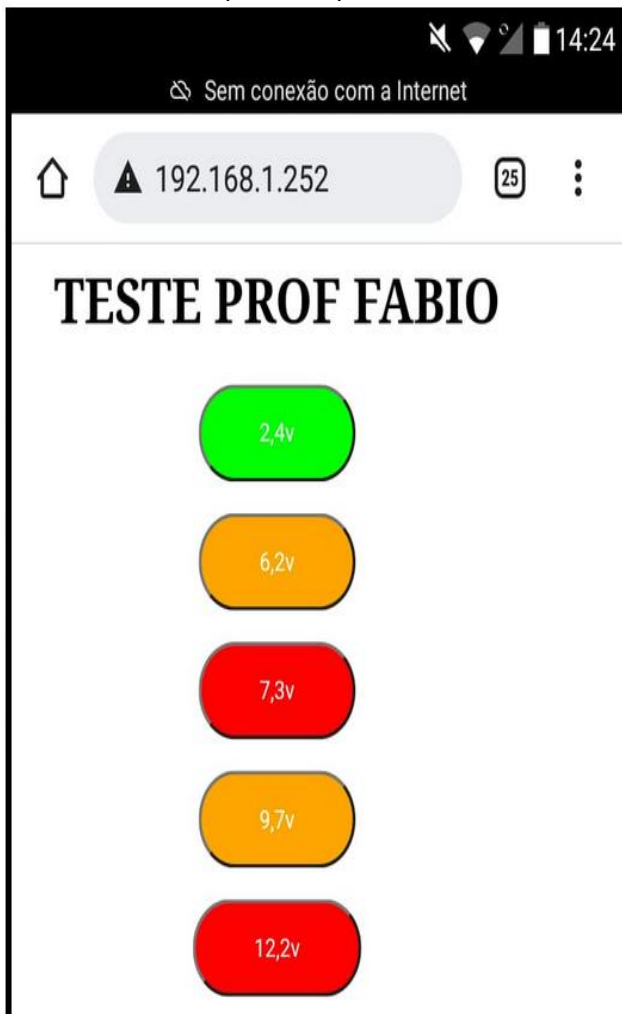 14:24
Sem conexão com a Internet
192.168.1.252
25
TESTE PROF FABIO
2,4v
6,2v
7,3v
9,7v
12,2v